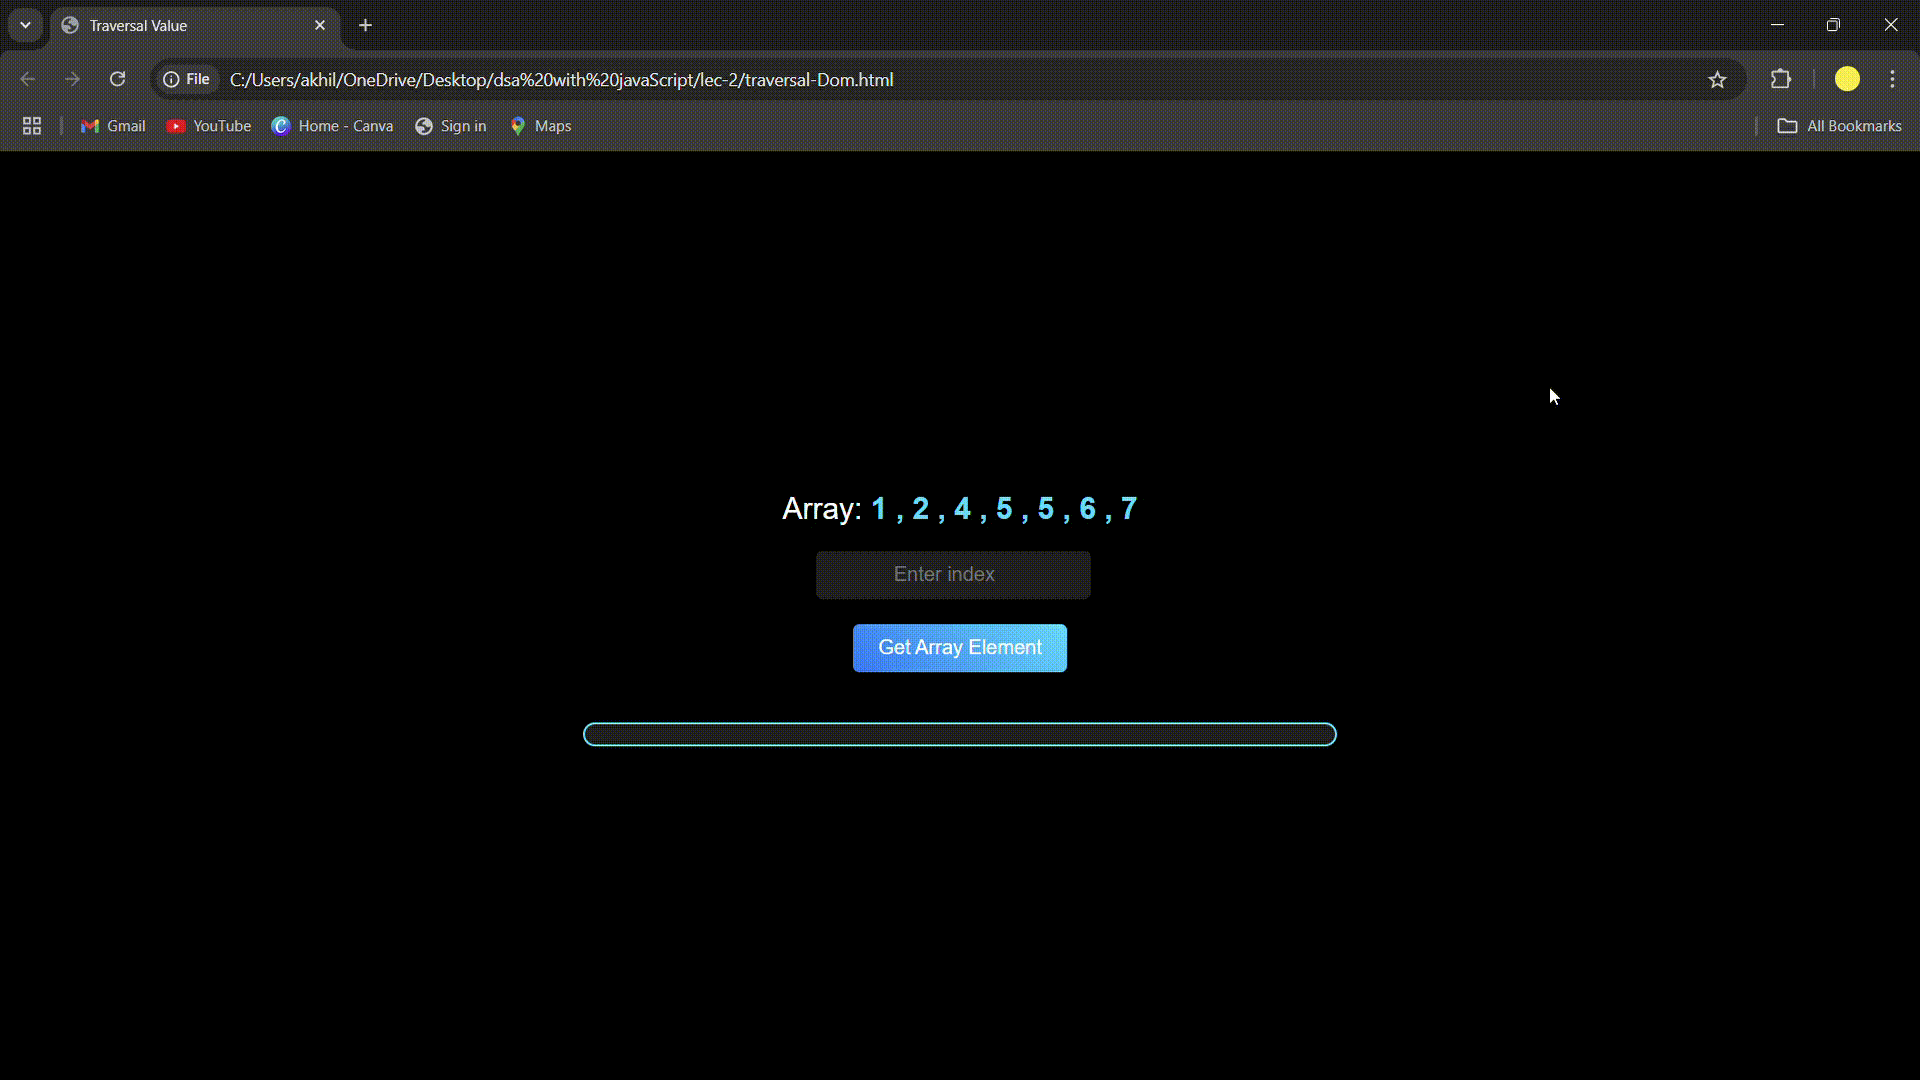 Traversal Value
File C:/Users/akhil/OneDrive/Desktop/dsa%20with%20javaScript/lec-2/traversal-Dom.html
Gmail YouTube Home - Canva Sign in Maps All Bookmarks
Array: 1 , 2 , 4 , 5 , 5 , 6 , 7
Enter index
Get Array Element